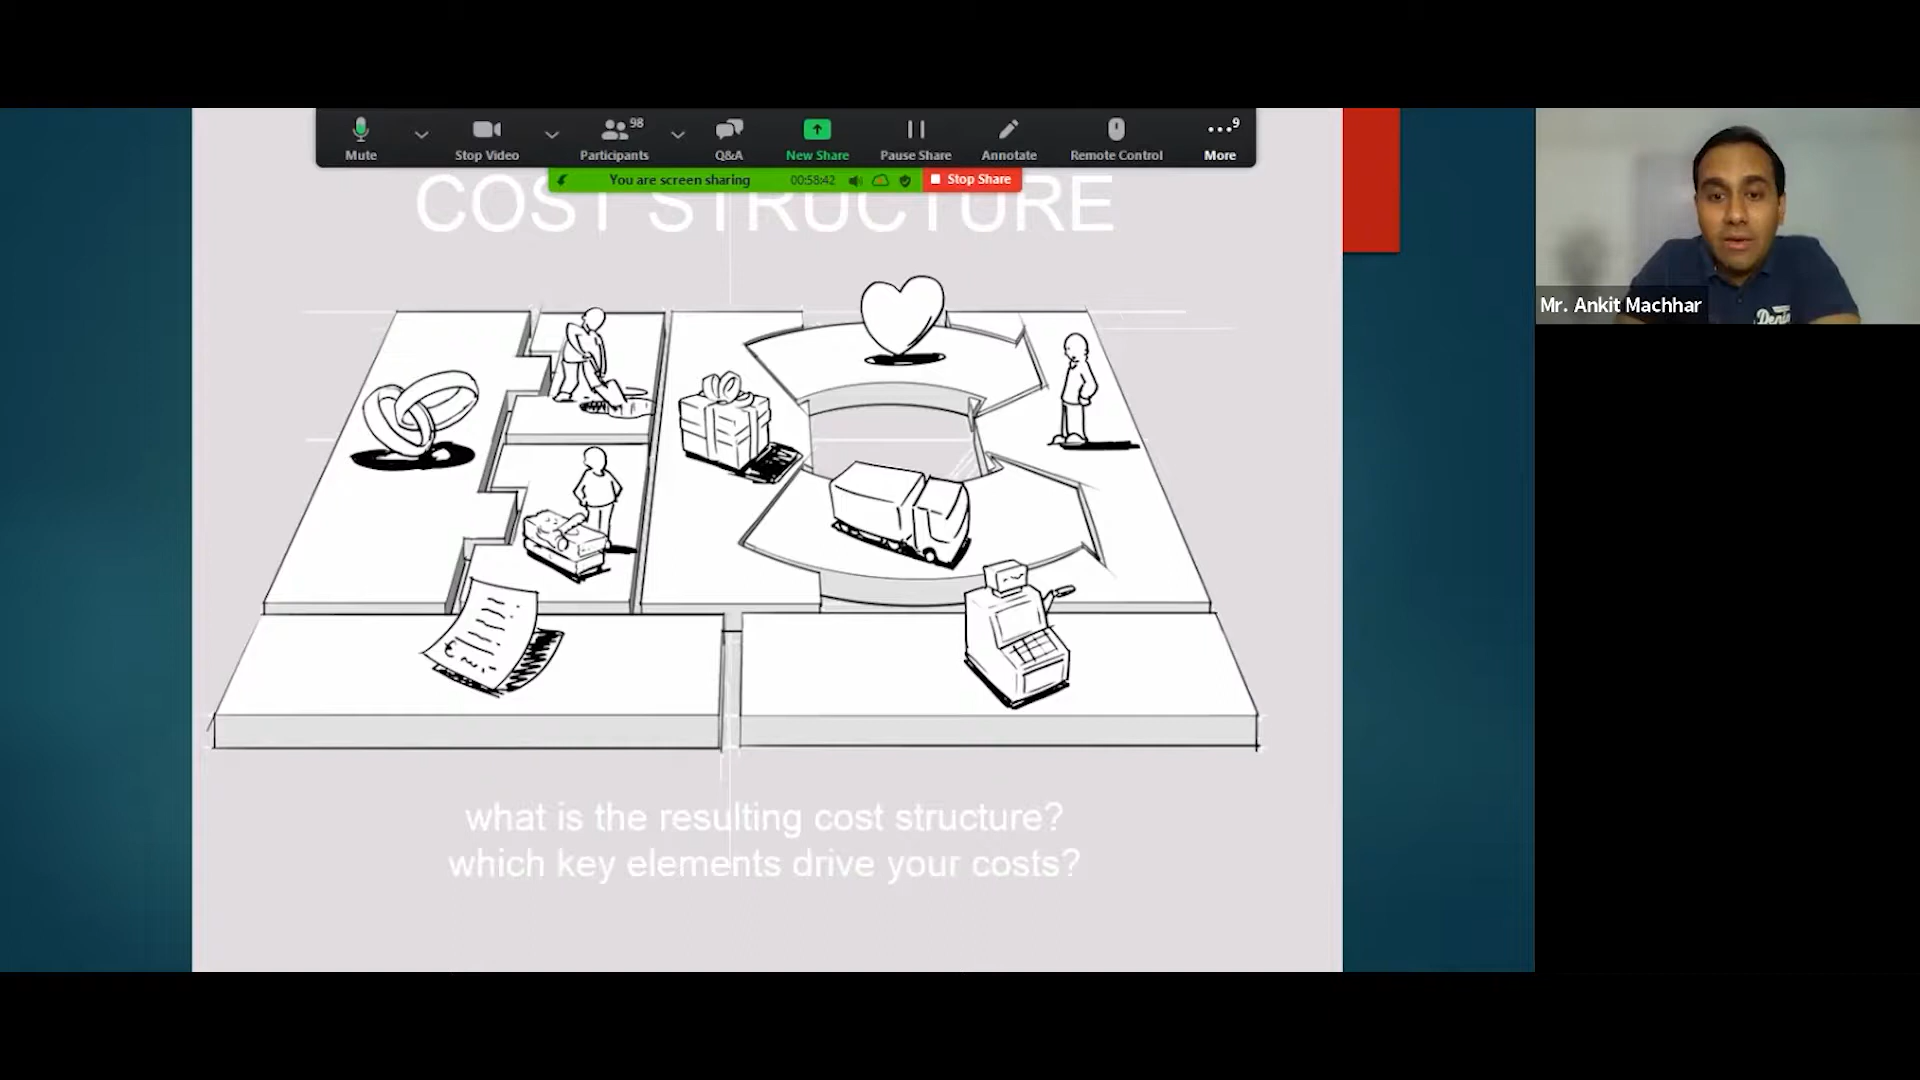 98
9
Mute
Stop Video
Participants
Q&A
New Share
Pause Share
Annotate
Remote Control
More
You are screen sharing
00:58:42
Stop Share
COST STRUCTURE
Mr. Ankit Machhar
what is the resulting cost structure?
which key elements drive your costs?